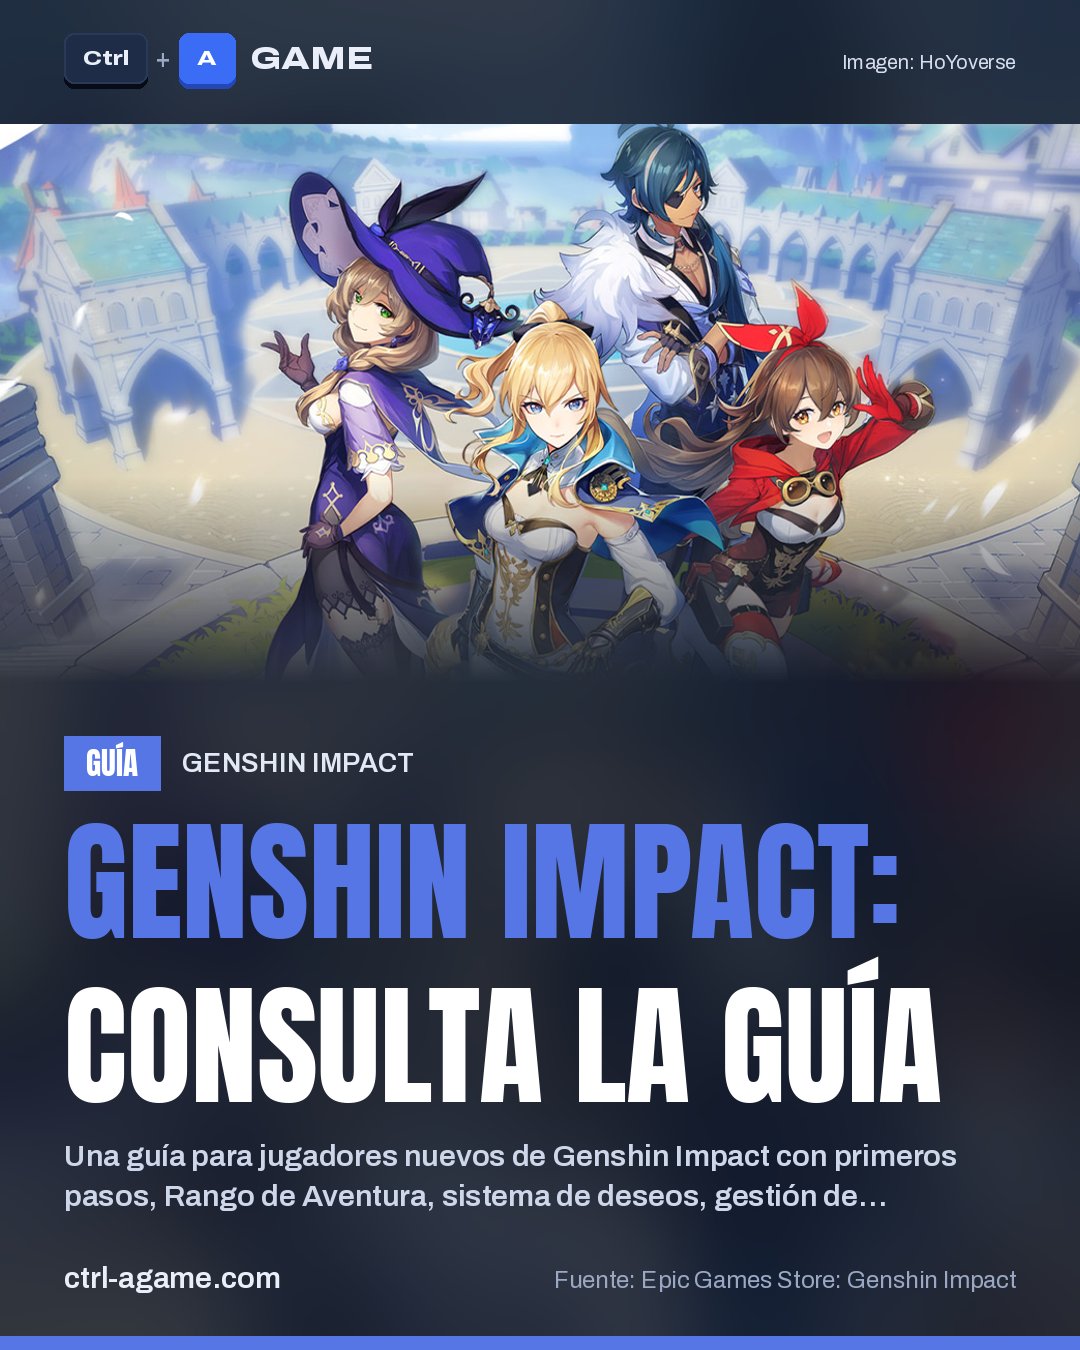 Ctrl + A GAME
Imagen: HoYoverse
GUÍA GENSHIN IMPACT
GENSHIN IMPACT:
CONSULTA LA GUÍA
Una guía para jugadores nuevos de Genshin Impact con primeros
pasos, Rango de Aventura, sistema de deseos, gestión de...
ctrl-agame.com
Fuente: Epic Games Store: Genshin Impact